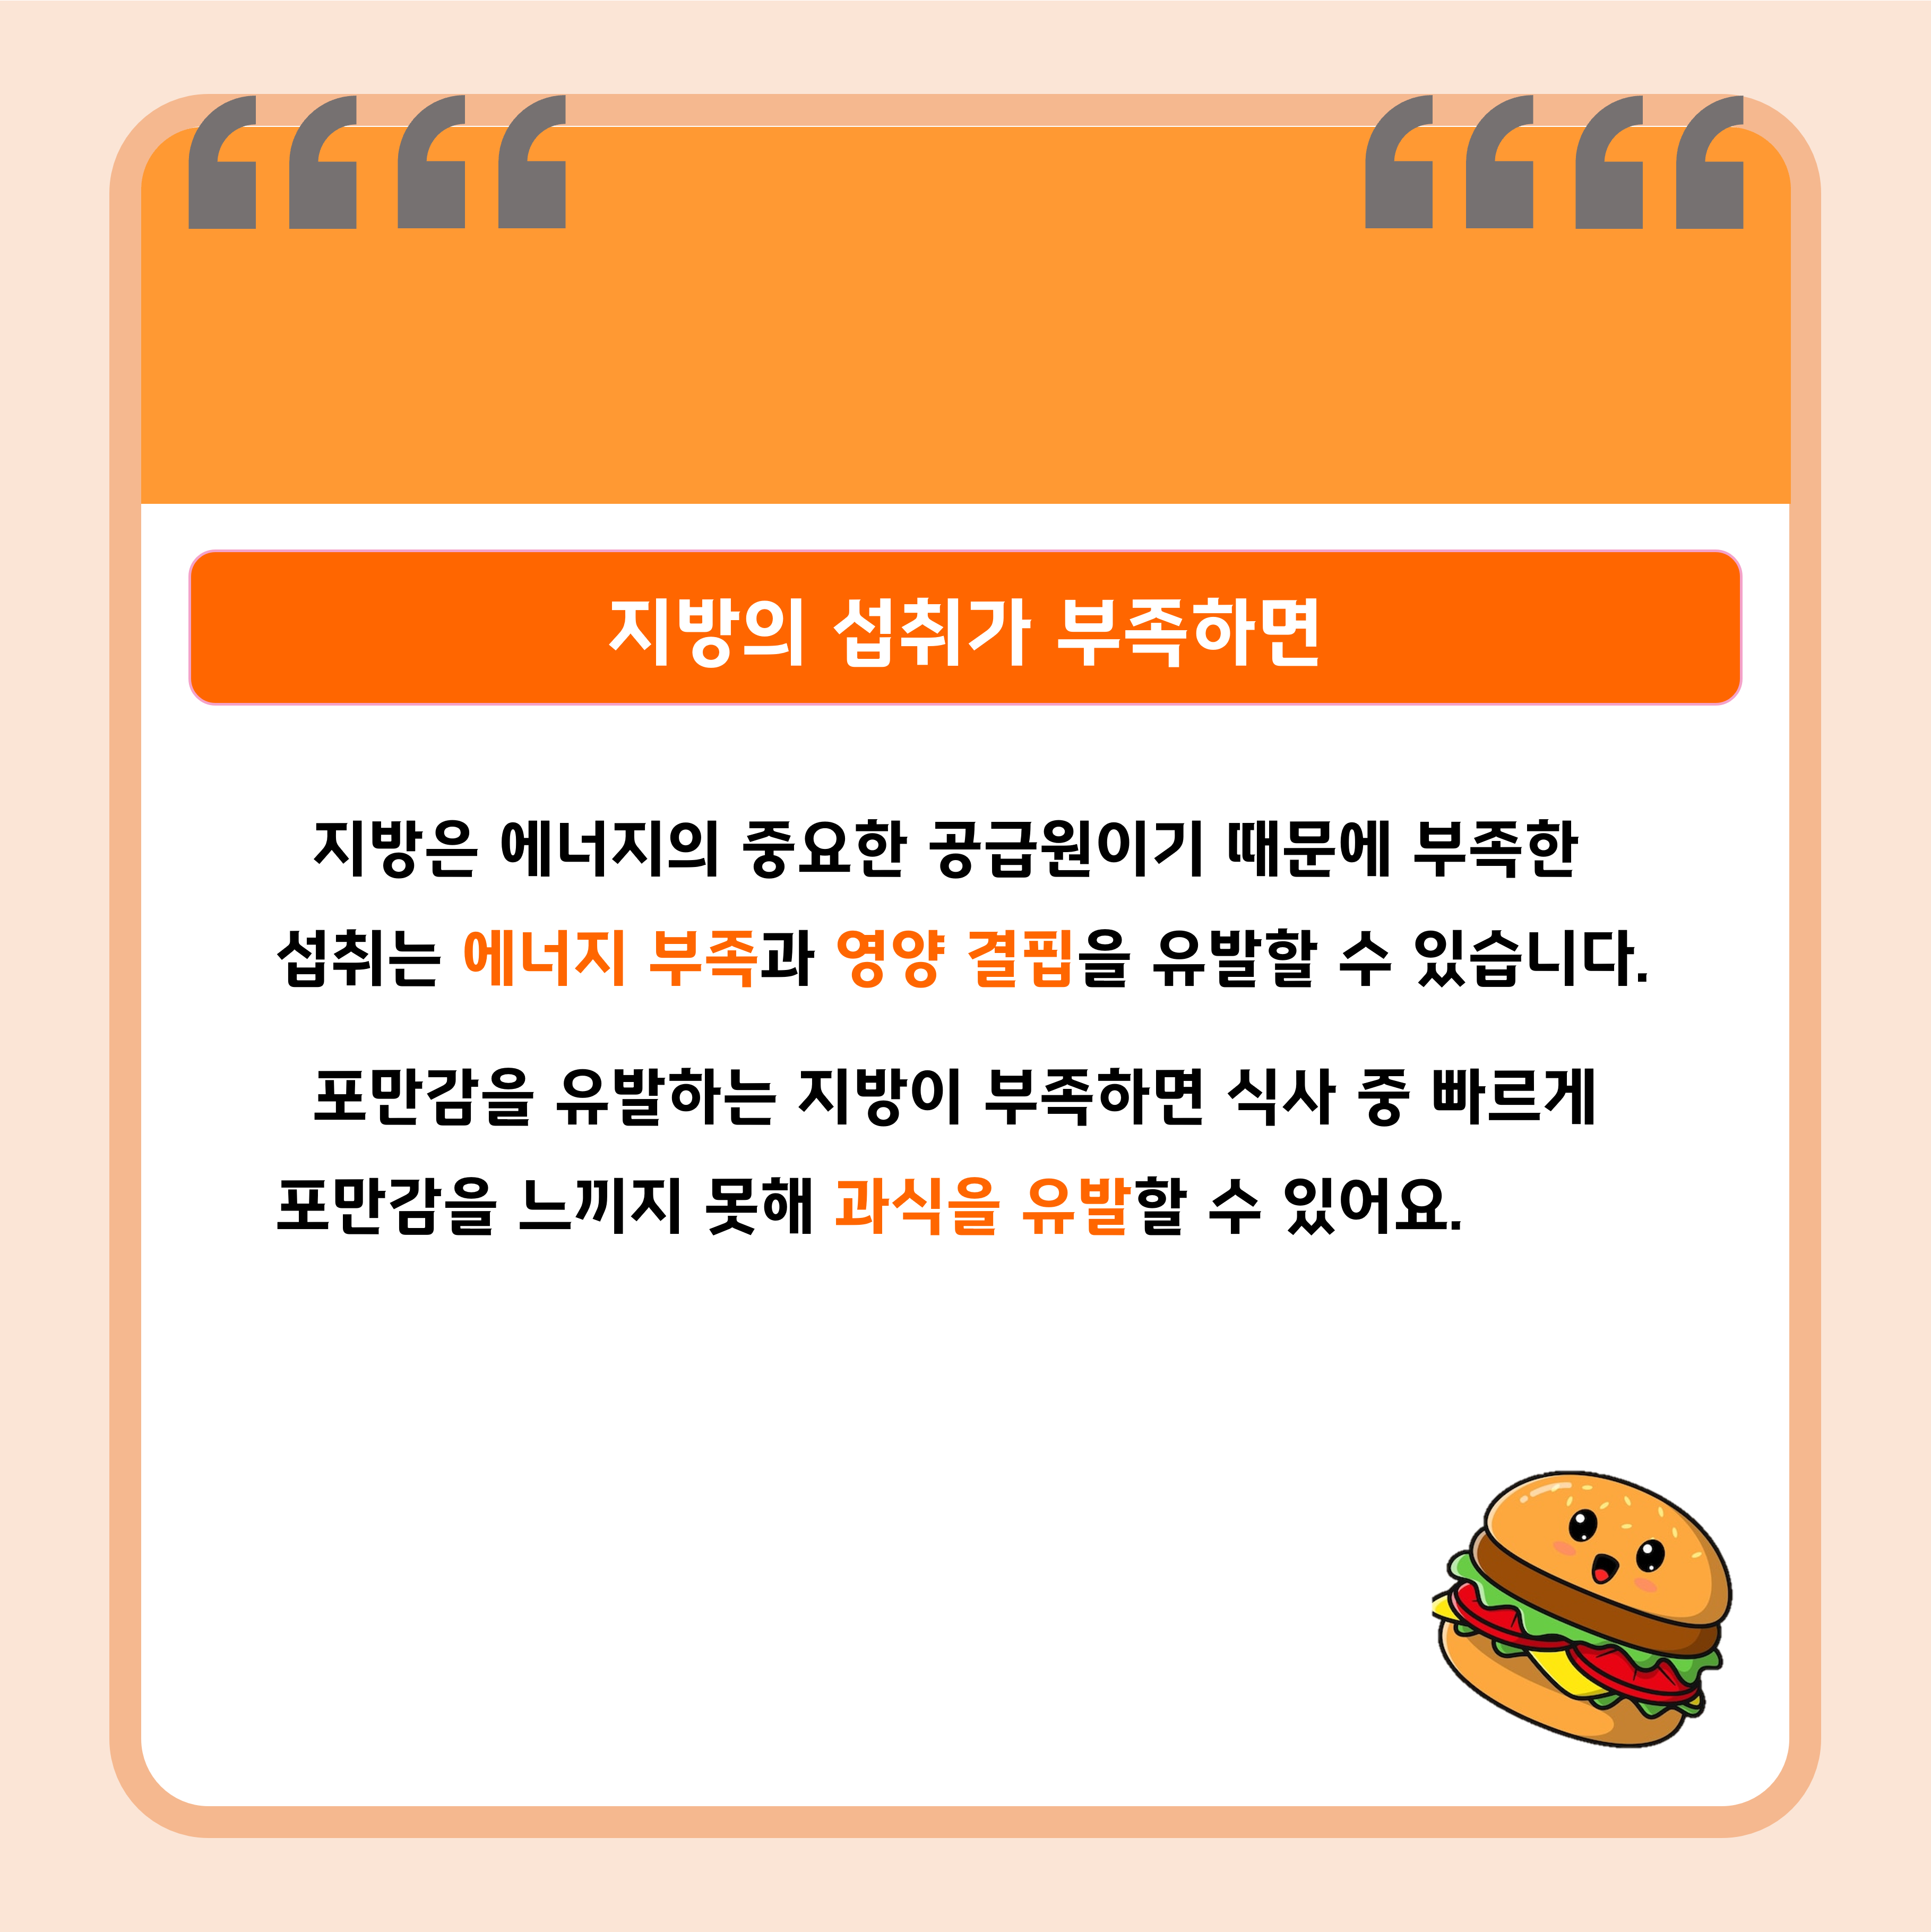 지방의 섭취가 부족하면
지방은 에너지의 중요한 공급원이기 때문에 부족한
섭취는 에너지 부족과 영양 결핍을 유발할 수 있습니다.
포만감을 유발하는 지방이 부족하면 식사 중 빠르게
포만감을 느끼지 못해 과식을 유발할 수 있어요.